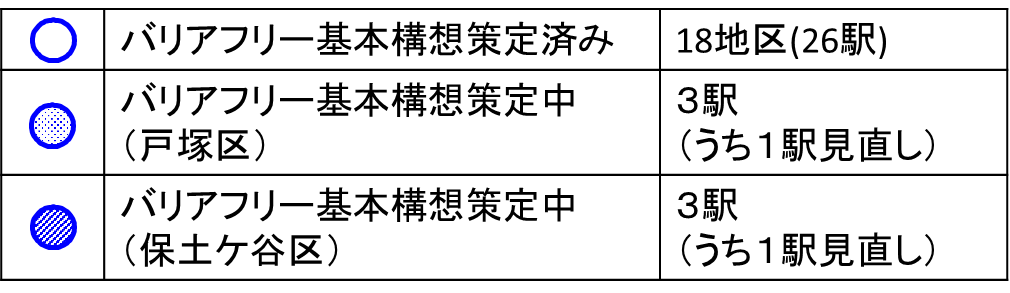 バリアフリー基本構想策定済み
18地区(26駅)
バリアフリー基本構想策定中
（戸塚区）
３駅
（うち１駅見直し）
バリアフリー基本構想策定中
（保土ケ谷区）
３駅
（うち１駅見直し）